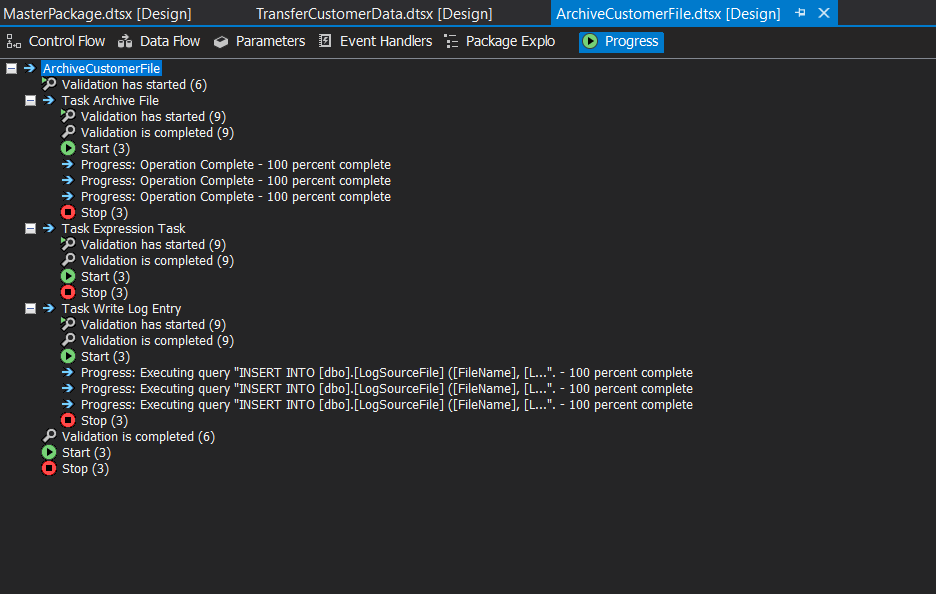 MasterPackage.dtsx [Design] TransferCustomerData.dtsx [Design] ArchiveCustomerFile.dtsx [Design]
Control Flow Data Flow Parameters Event Handlers Package Explo Progress
ArchiveCustomerFile
Validation has started (6)
Task Archive File
Validation has started (9)
Validation is completed (9)
Start (3)
Progress: Operation Complete - 100 percent complete
Progress: Operation Complete - 100 percent complete
Progress: Operation Complete - 100 percent complete
Stop (3)
Task Expression Task
Validation has started (9)
Validation is completed (9)
Start (3)
Stop (3)
Task Write Log Entry
Validation has started (9)
Validation is completed (9)
Start (3)
Progress: Executing query "INSERT INTO [dbo].[LogSourceFile] ([FileName], [L...". - 100 percent complete
Progress: Executing query "INSERT INTO [dbo].[LogSourceFile] ([FileName], [L...". - 100 percent complete
Progress: Executing query "INSERT INTO [dbo].[LogSourceFile] ([FileName], [L...". - 100 percent complete
Stop (3)
Validation is completed (6)
Start (3)
Stop (3)